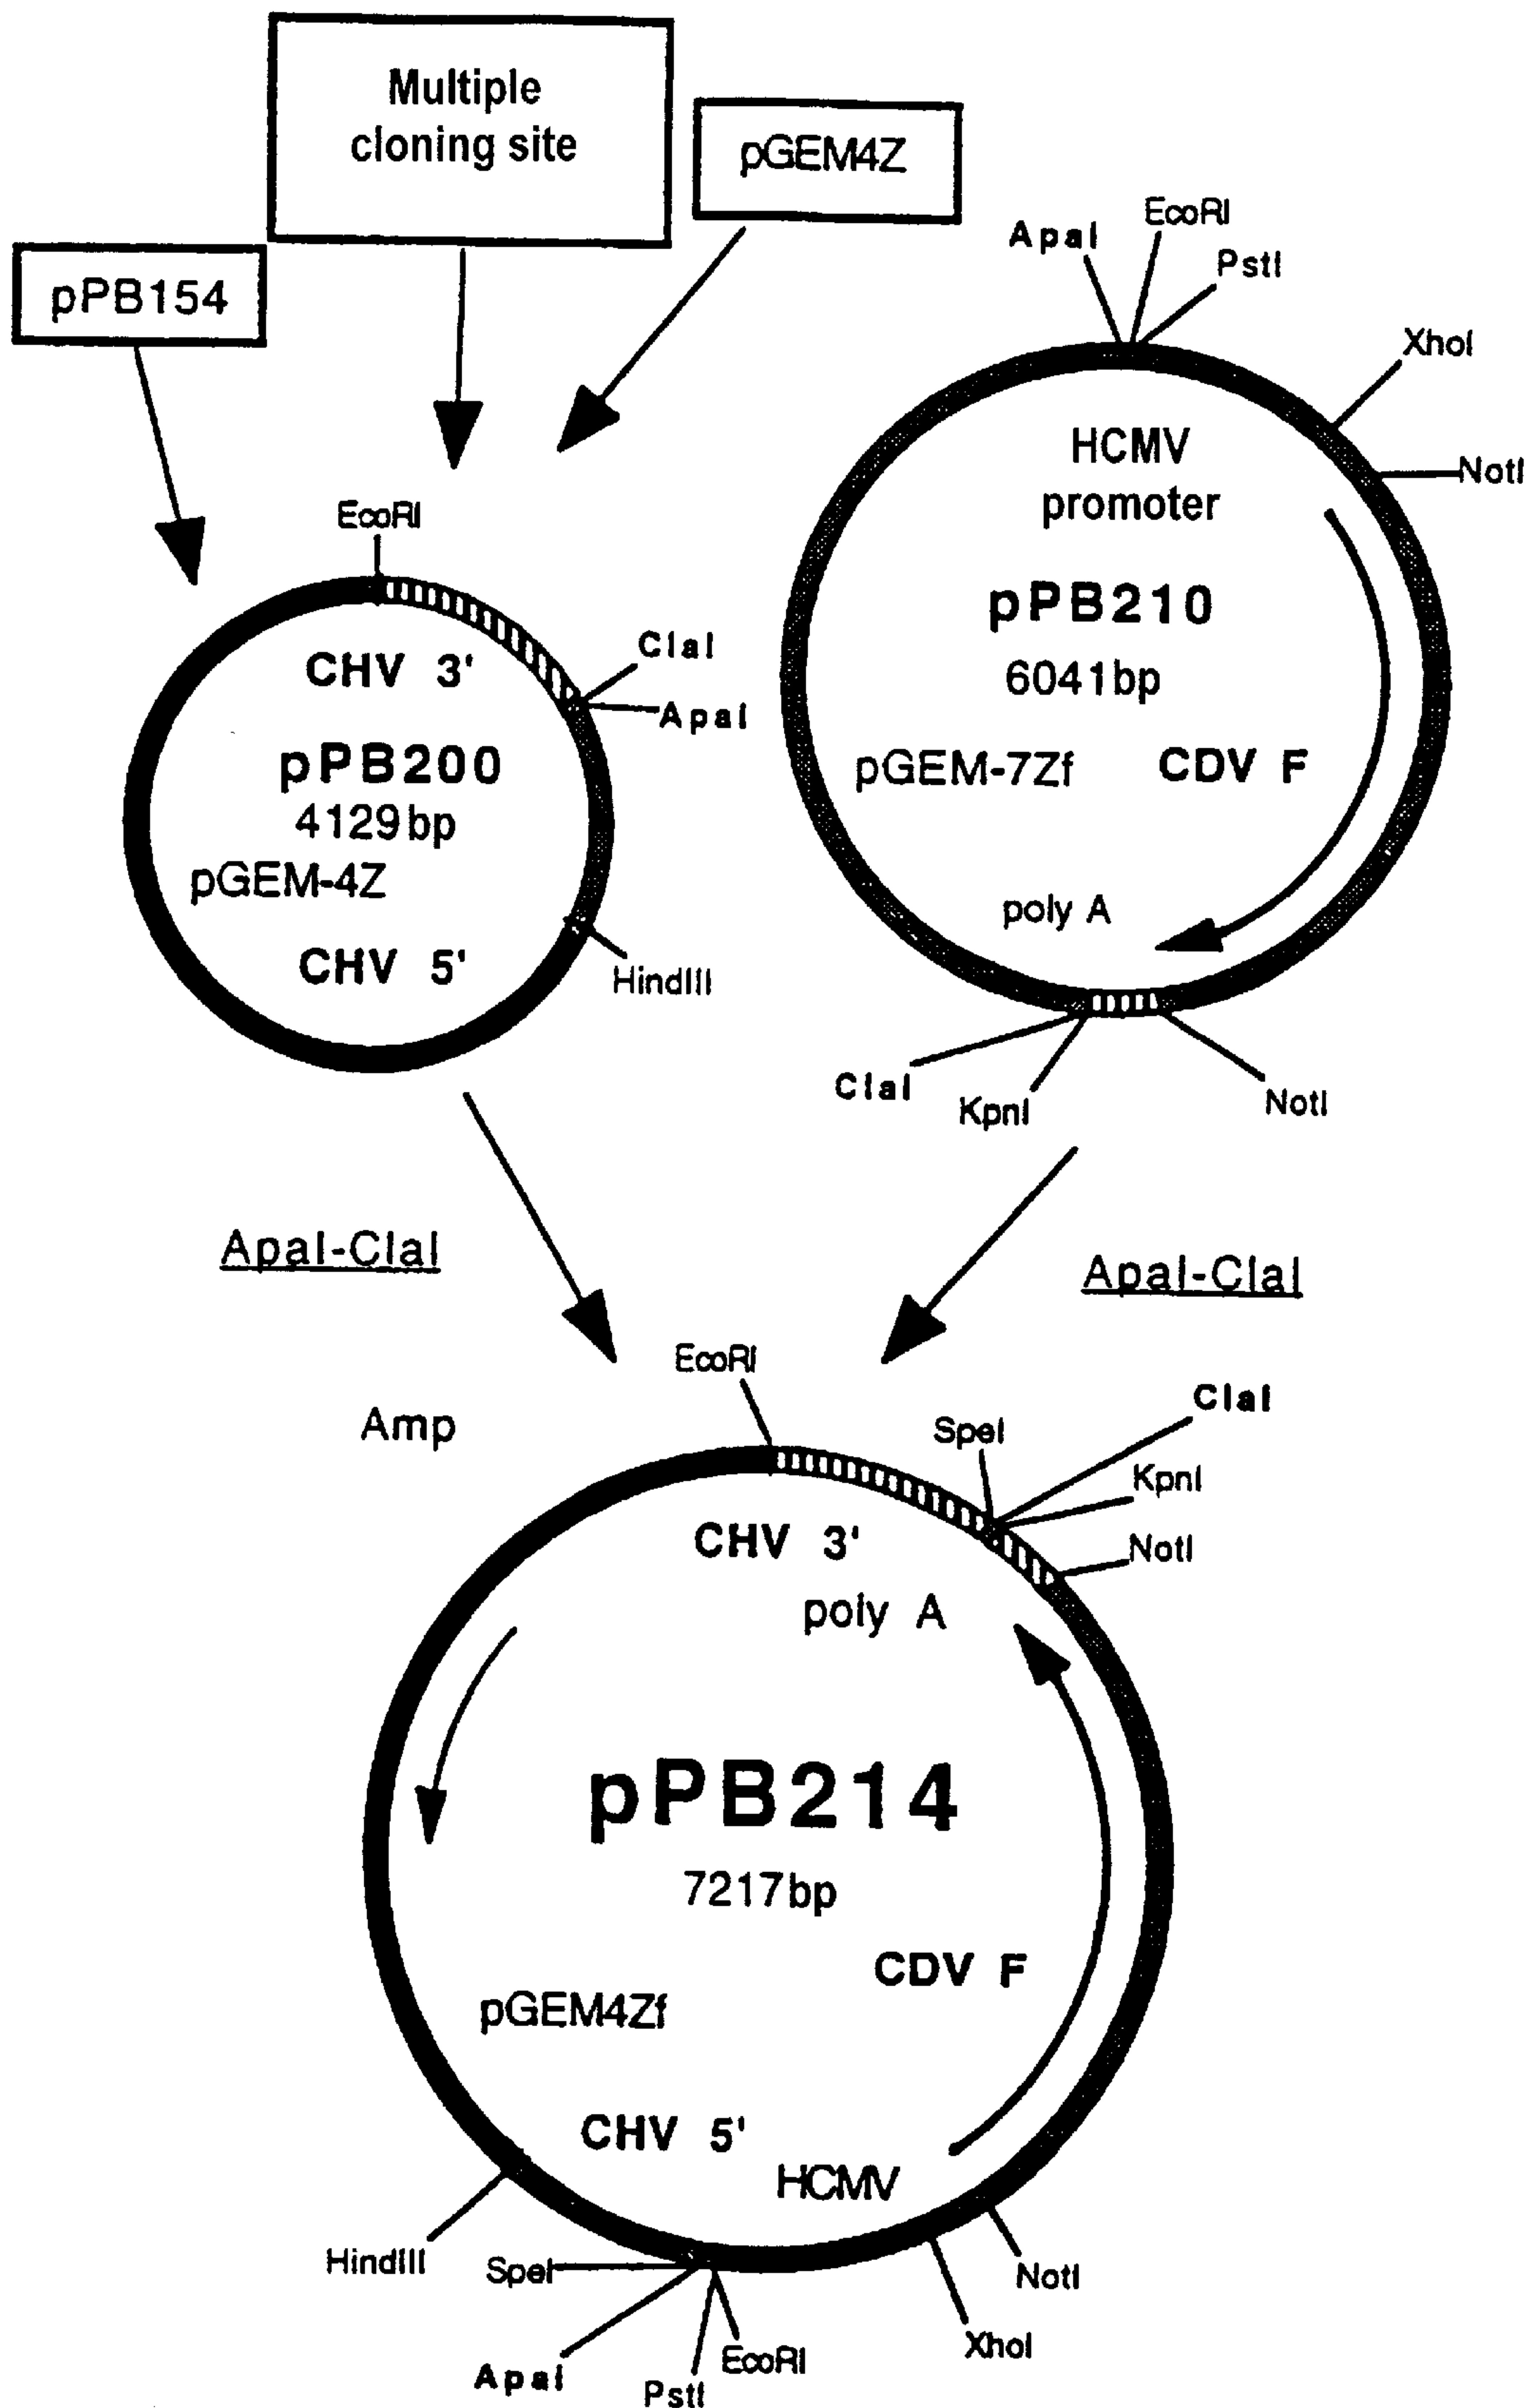 Multiple
cloning site
pGEM4Z
pPB154
ApaI
EcoRI
PstI
XhoI
NotI
HCMV
promoter
pPB210
6041bp
pGEM-7Zf
CDV F
poly A
ClaI
KpnI
NotI
EcoRI
CHV 3'
ClaI
ApaI
pPB200
4129bp
pGEM-4Z
CHV 5'
HindIII
ApaI-ClaI
ApaI-ClaI
EcoRI
Amp
SpeI
ClaI
KpnI
NotI
CHV 3'
poly A
pPB214
7217bp
CDV F
pGEM4Zf
CHV 5'
HCMV
HindIII
SpeI
ApaI
PstI
EcoRI
XhoI
NotI